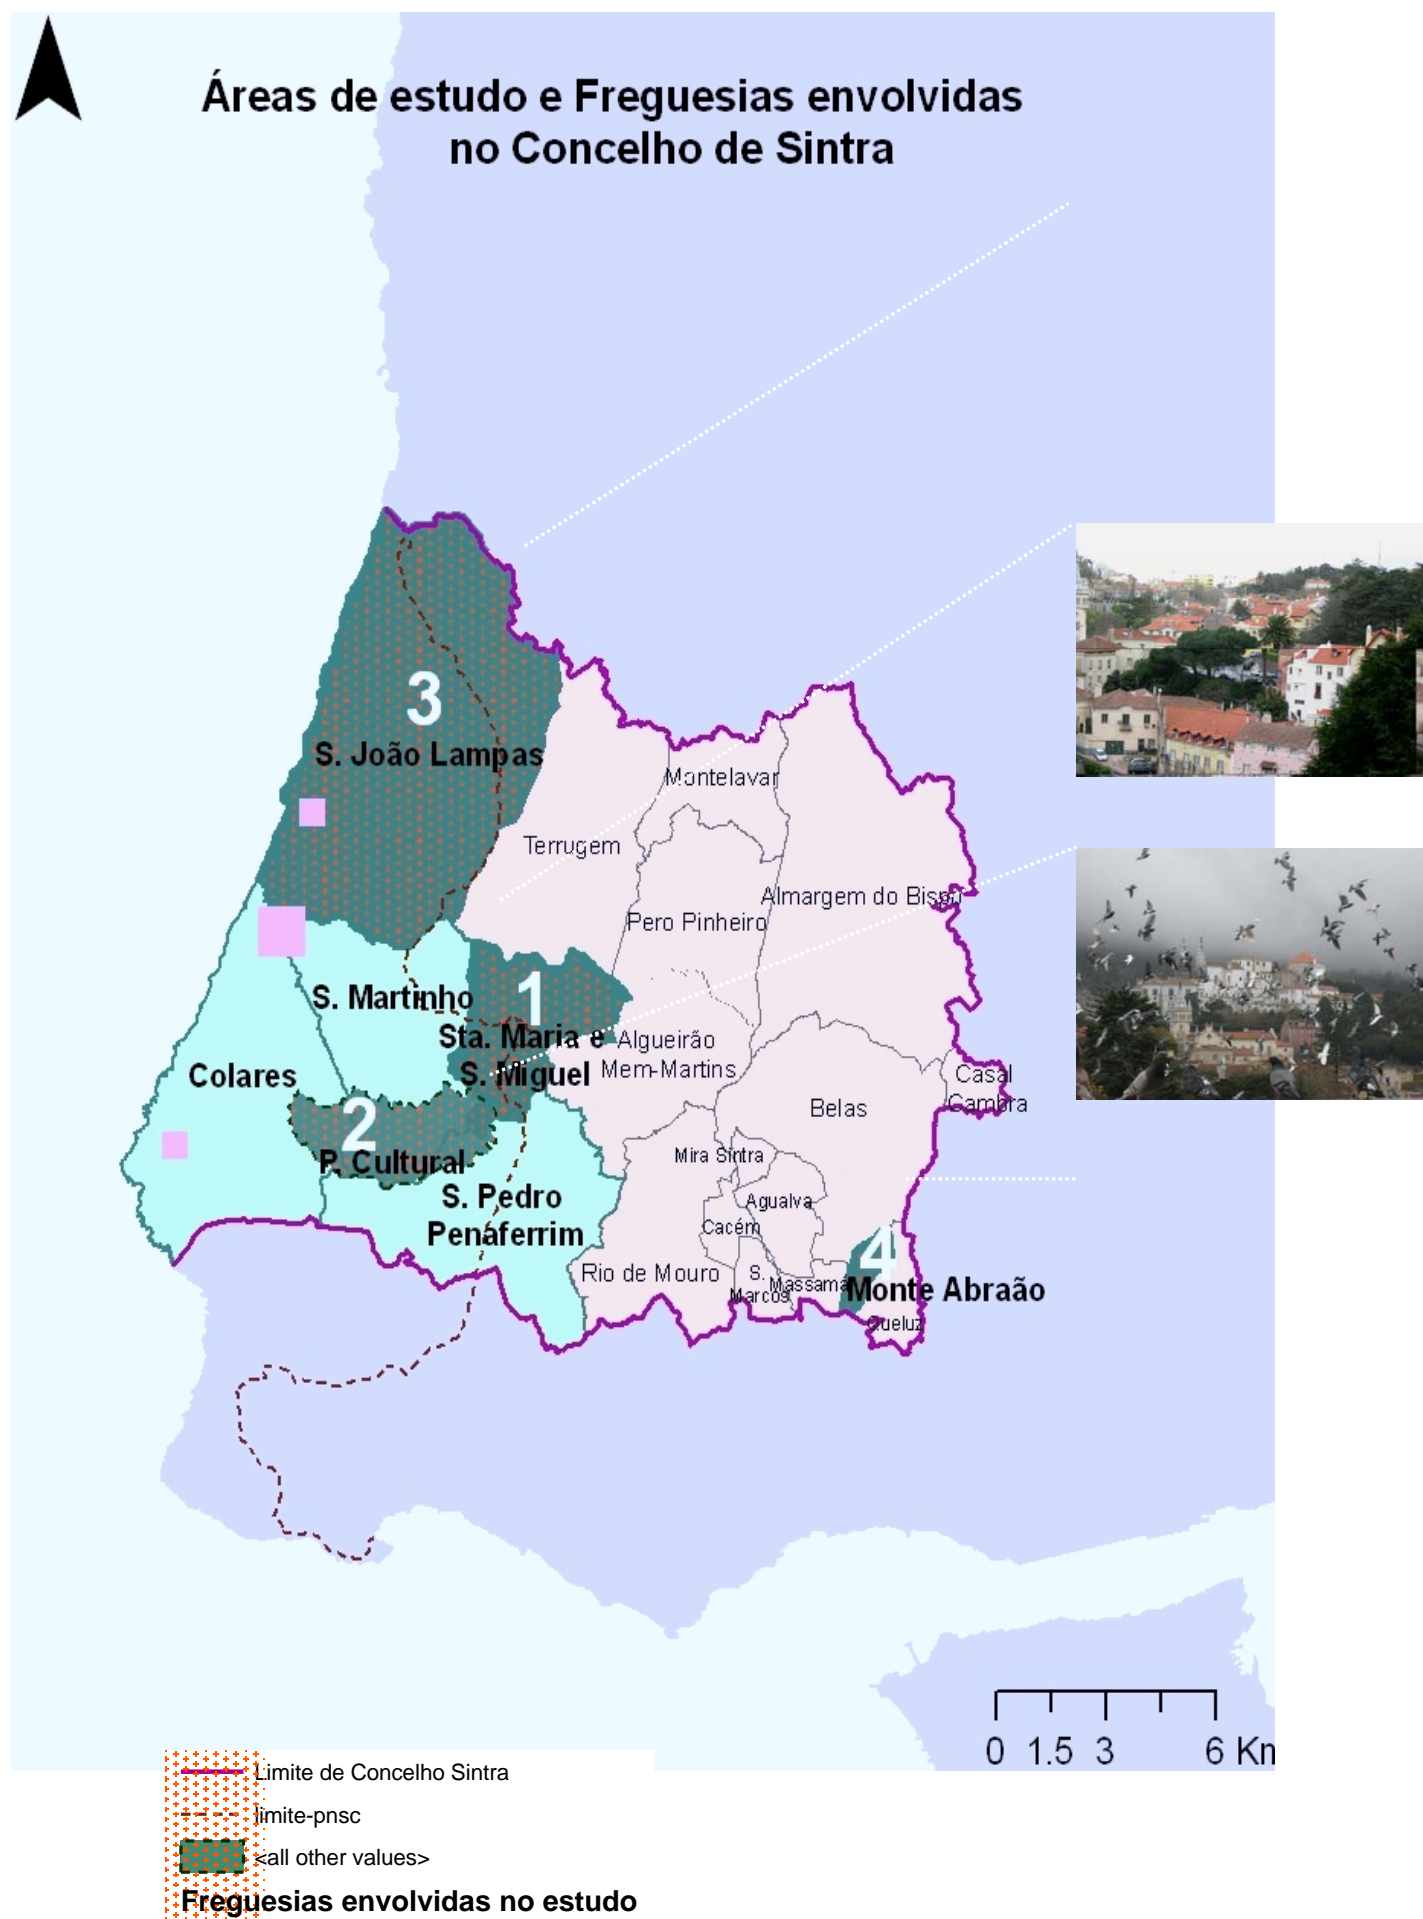 Áreas de estudo e Freguesias envolvidas
no Concelho de Sintra
3
S. João Lampas
Montelavar
Terrugem
Almargem do Bispo
Pero Pinheiro
1
S. Martinho
Sta. Maria e
S. Miguel
Algueirão
Mem-Martins
Colares
Casal
Cambra
Belas
2
P. Cultural
Mira Sintra
S. Pedro
Penaferrim
Agualva
Cacém
4
Rio de Mouro
S.
Marcos
Massamá
Monte Abraão
Queluz
0 1.5 3 6 Km
Limite de Concelho Sintra
limite-pnsc
<all other values>
Freguesias envolvidas no estudo